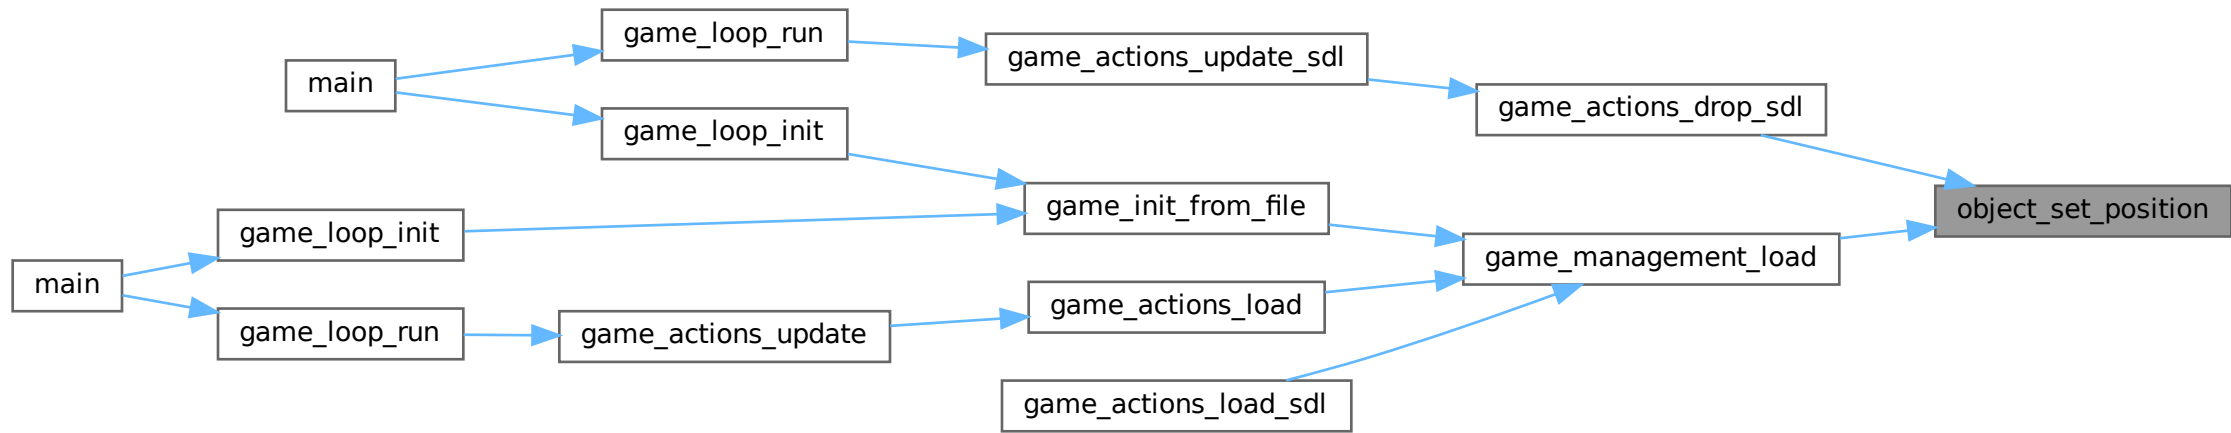 game_loop_run
game_actions_update_sdl
main
game_actions_drop_sdl
game_loop_init
game_init_from_file
object_set_position
game_loop_init
game_management_load
main
game_actions_load
game_loop_run
game_actions_update
game_actions_load_sdl